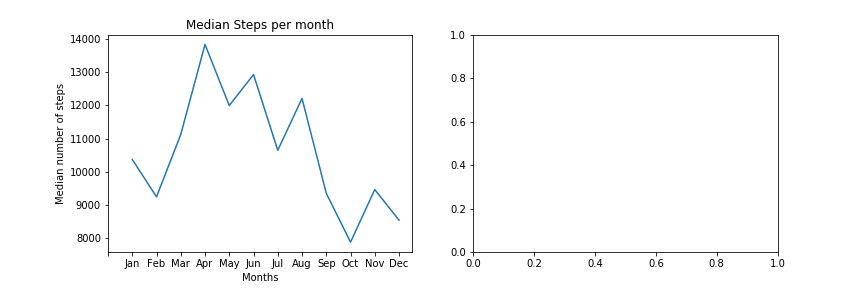 Median Steps per month
Median number of steps
14000
13000
12000
11000
10000
9000
8000
Jan Feb Mar Apr May Jun Jul Aug Sep Oct Nov Dec
Months
1.0
0.8
0.6
0.4
0.2
0.0
0.0 0.2 0.4 0.6 0.8 1.0